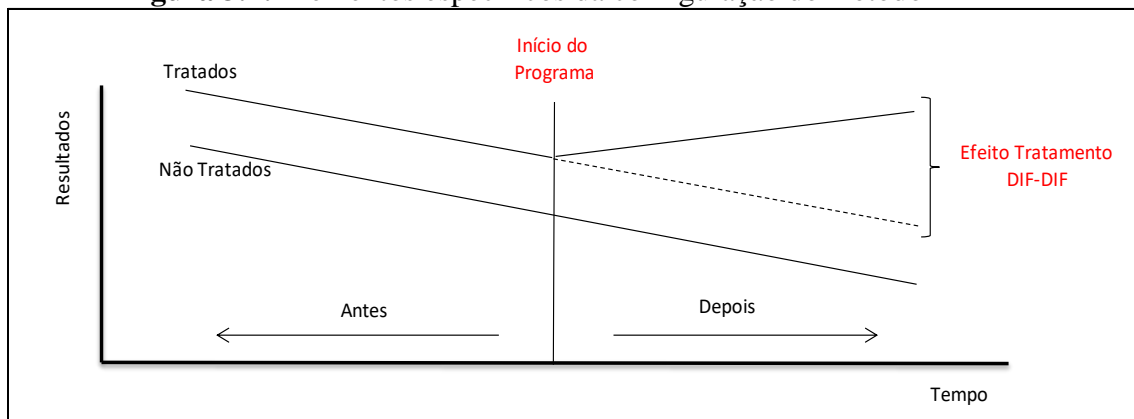 Início do
Programa
Tratados
Não Tratados
Resultados
Efeito Tratamento
DIF-DIF
Antes
Depois
Tempo